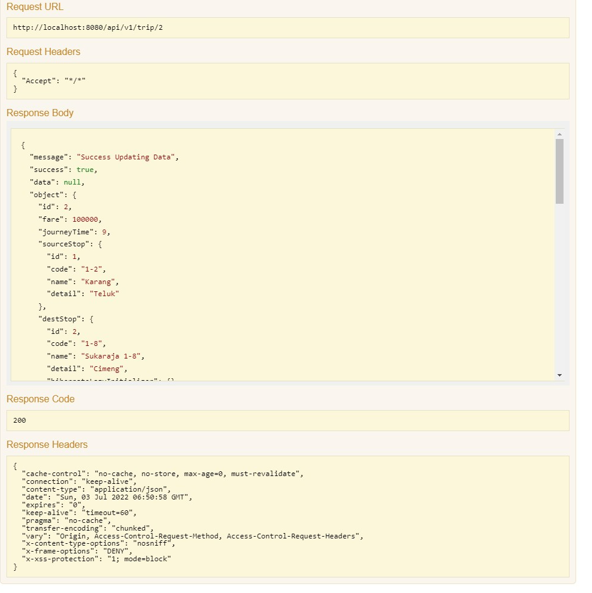 Request URL
http://localhost:8080/api/v1/trip/2
Request Headers
{
  "Accept": "*/*"
}
Response Body
{
  "message": "Success Updating Data",
  "success": true,
  "data": null,
  "object": {
    "id": 2,
    "fare": 100000,
    "journeyTime": 9,
    "sourceStop": {
      "id": 1,
      "code": "1-2",
      "name": "Karang",
      "detail": "Teluk"
    },
    "destStop": {
      "id": 2,
      "code": "1-8",
      "name": "Sukaraja 1-8",
      "detail": "Cimeng",
      "hibernateLazyInitializer": {}
Response Code
200
Response Headers
{
  "cache-control": "no-cache, no-store, max-age=0, must-revalidate",
  "connection": "keep-alive",
  "content-type": "application/json",
  "date": "Sun, 03 Jul 2022 06:50:58 GMT",
  "expires": "0",
  "keep-alive": "timeout=60",
  "pragma": "no-cache",
  "transfer-encoding": "chunked",
  "vary": "Origin, Access-Control-Request-Method, Access-Control-Request-Headers",
  "x-content-type-options": "nosniff",
  "x-frame-options": "DENY",
  "x-xss-protection": "1; mode=block"
}